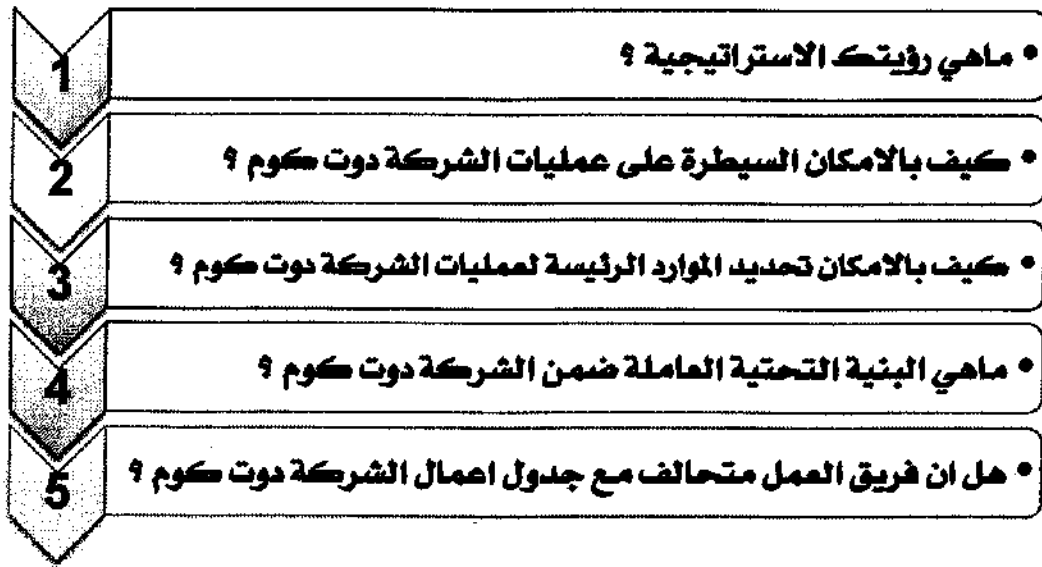 1
• ماهي رؤيتك الاستراتيجية ؟
2
• كيف بالامكان السيطرة على عمليات الشركة دوت كوم ؟
3
• كيف بالامكان تحديد الموارد الرئيسة لعمليات الشركة دوت كوم ؟
4
• ماهي البنية التحتية العاملة ضمن الشركة دوت كوم ؟
5
• هل ان فريق العمل متحالف مع جدول اعمال الشركة دوت كوم ؟